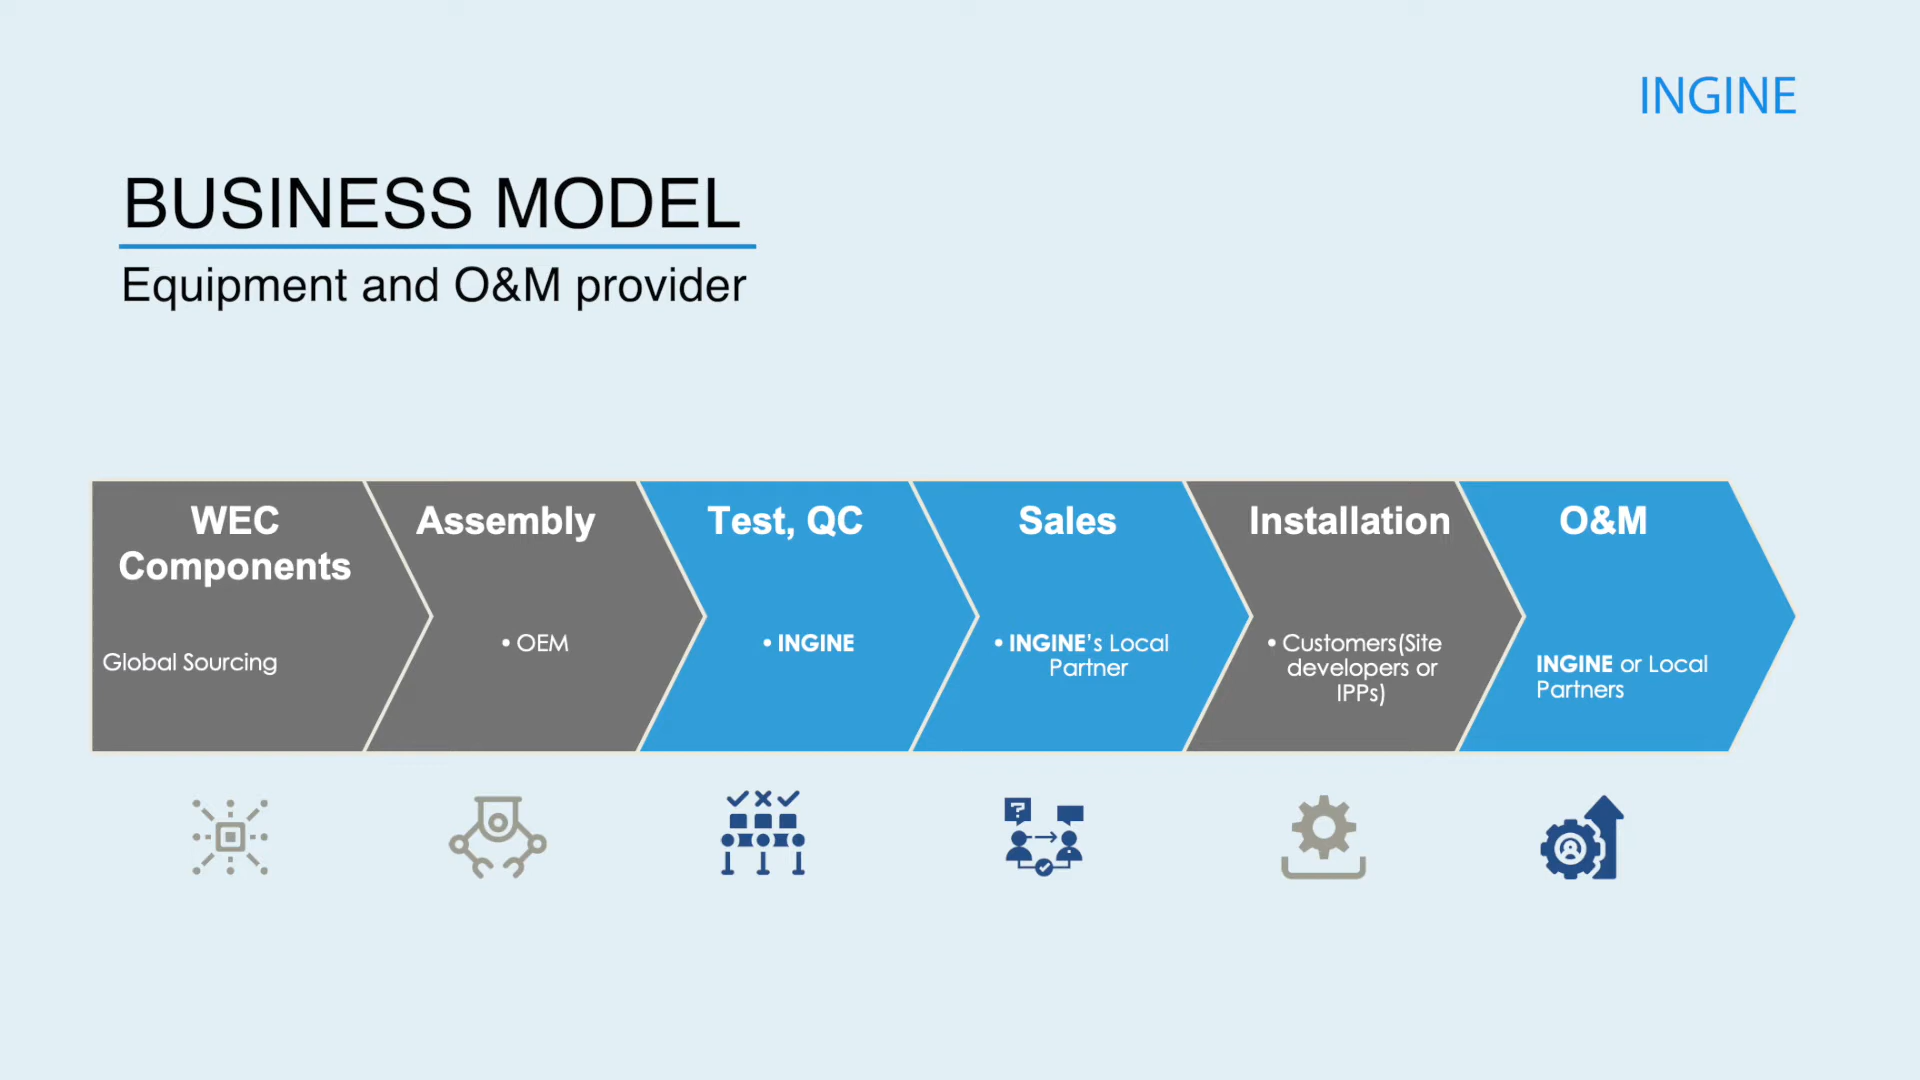 INGINE
BUSINESS MODEL
Equipment and O&M provider
WEC
Components
Global Sourcing
Assembly
• OEM
Test, QC
• INGINE
Sales
• INGINE's Local
Partner
Installation
• Customers(Site
developers or
IPPs)
O&M
INGINE or Local
Partners
?